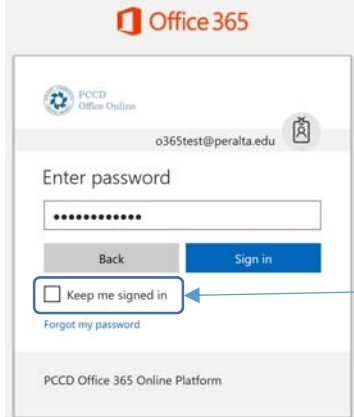 Office 365
PCCD
Office Online
o365test@peralta.edu
Enter password
Back
Sign in
Keep me signed in
Forgot my password
PCCD Office 365 Online Platform